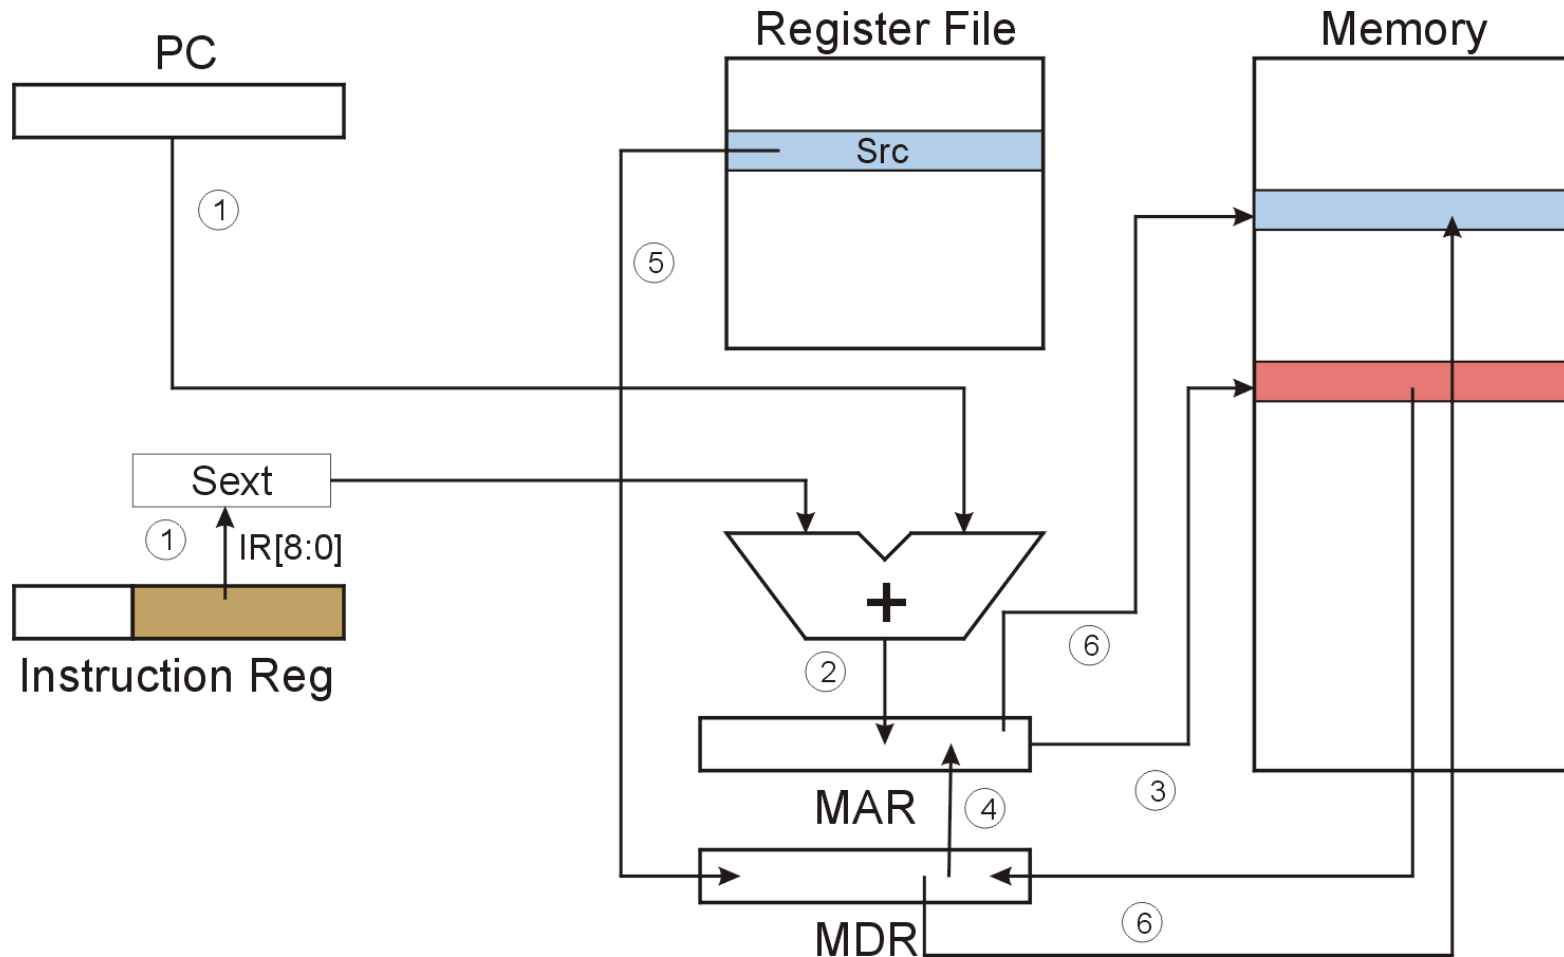 PC
Register File
Memory
Src
1
5
Sext
1
IR[8:0]
+
Instruction Reg
2
6
3
MAR
4
MDR
6